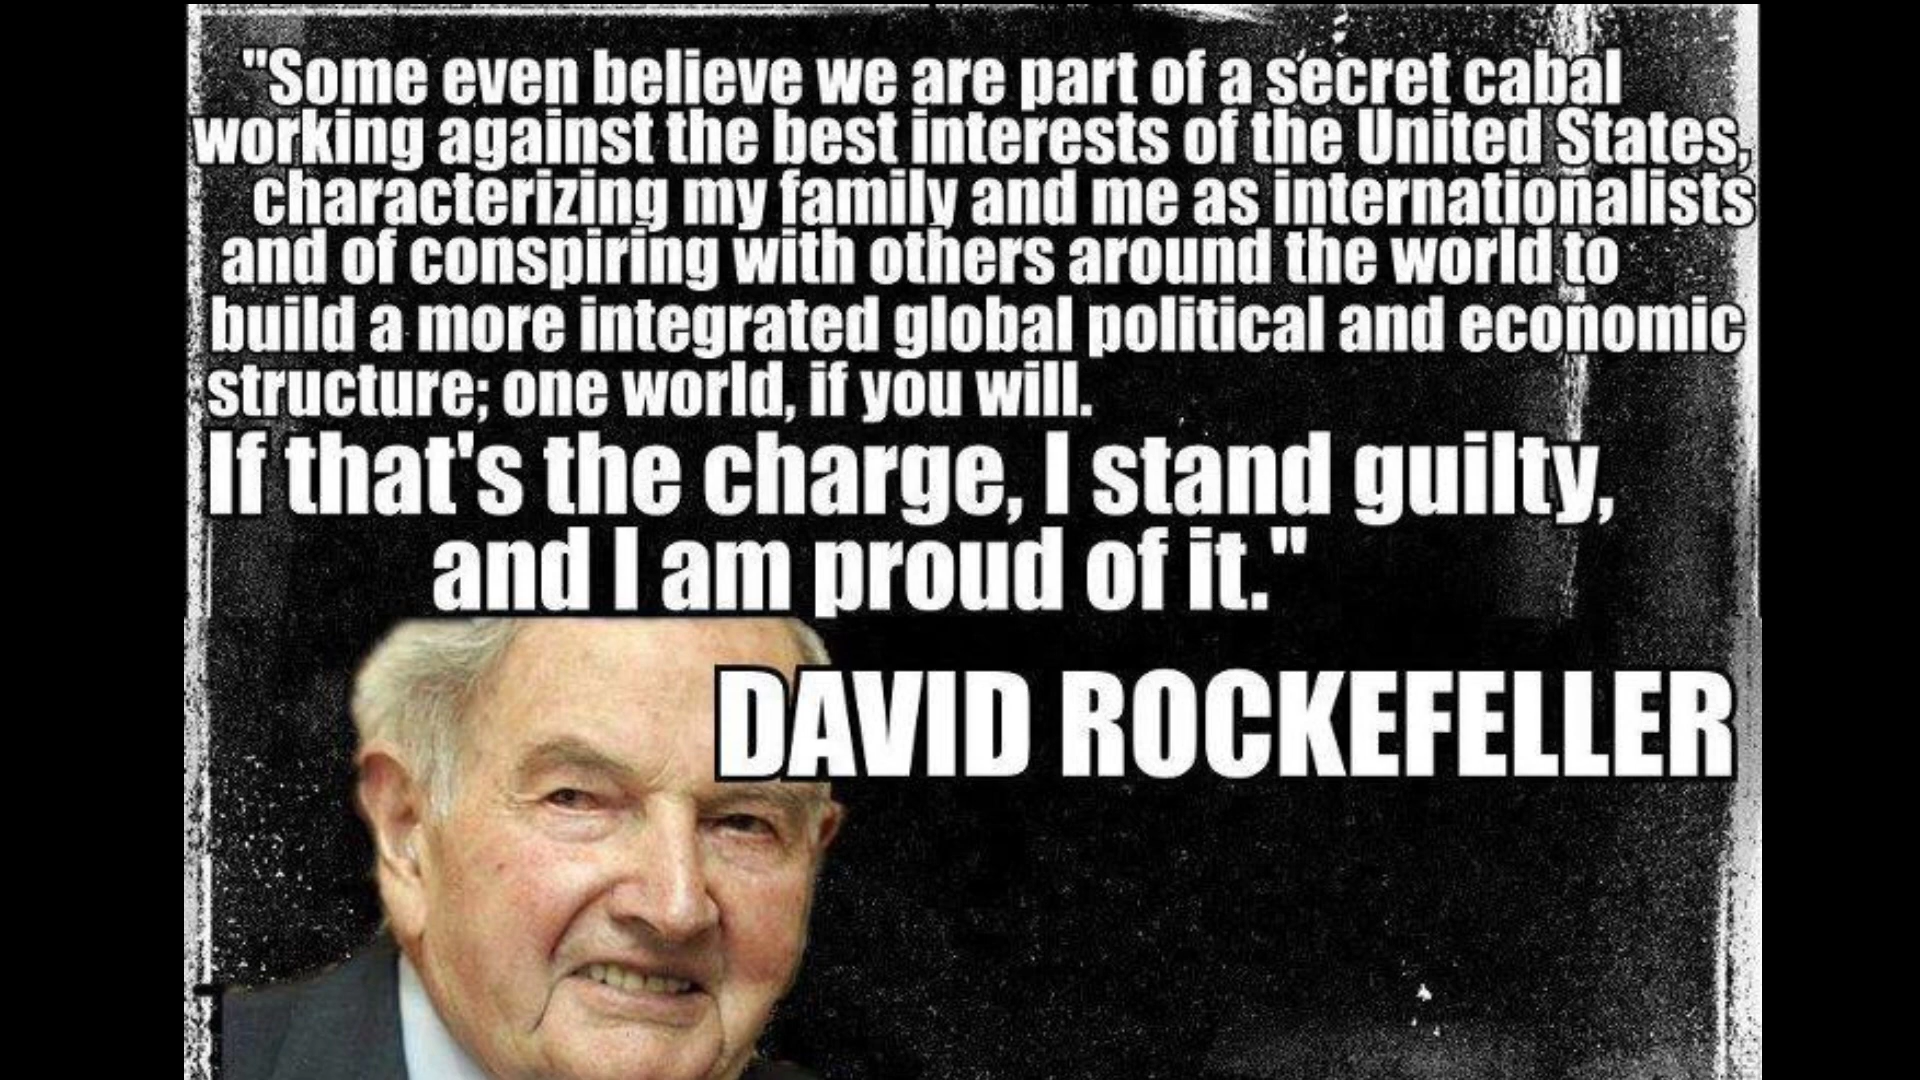 "Some even believe we are part of a secret cabal
working against the best interests of the United States,
characterizing my family and me as internationalists
and of conspiring with others around the world to
build a more integrated global political and economic
structure; one world, if you will.
If that's the charge, I stand guilty,
and I am proud of it."
DAVID ROCKEFELLER